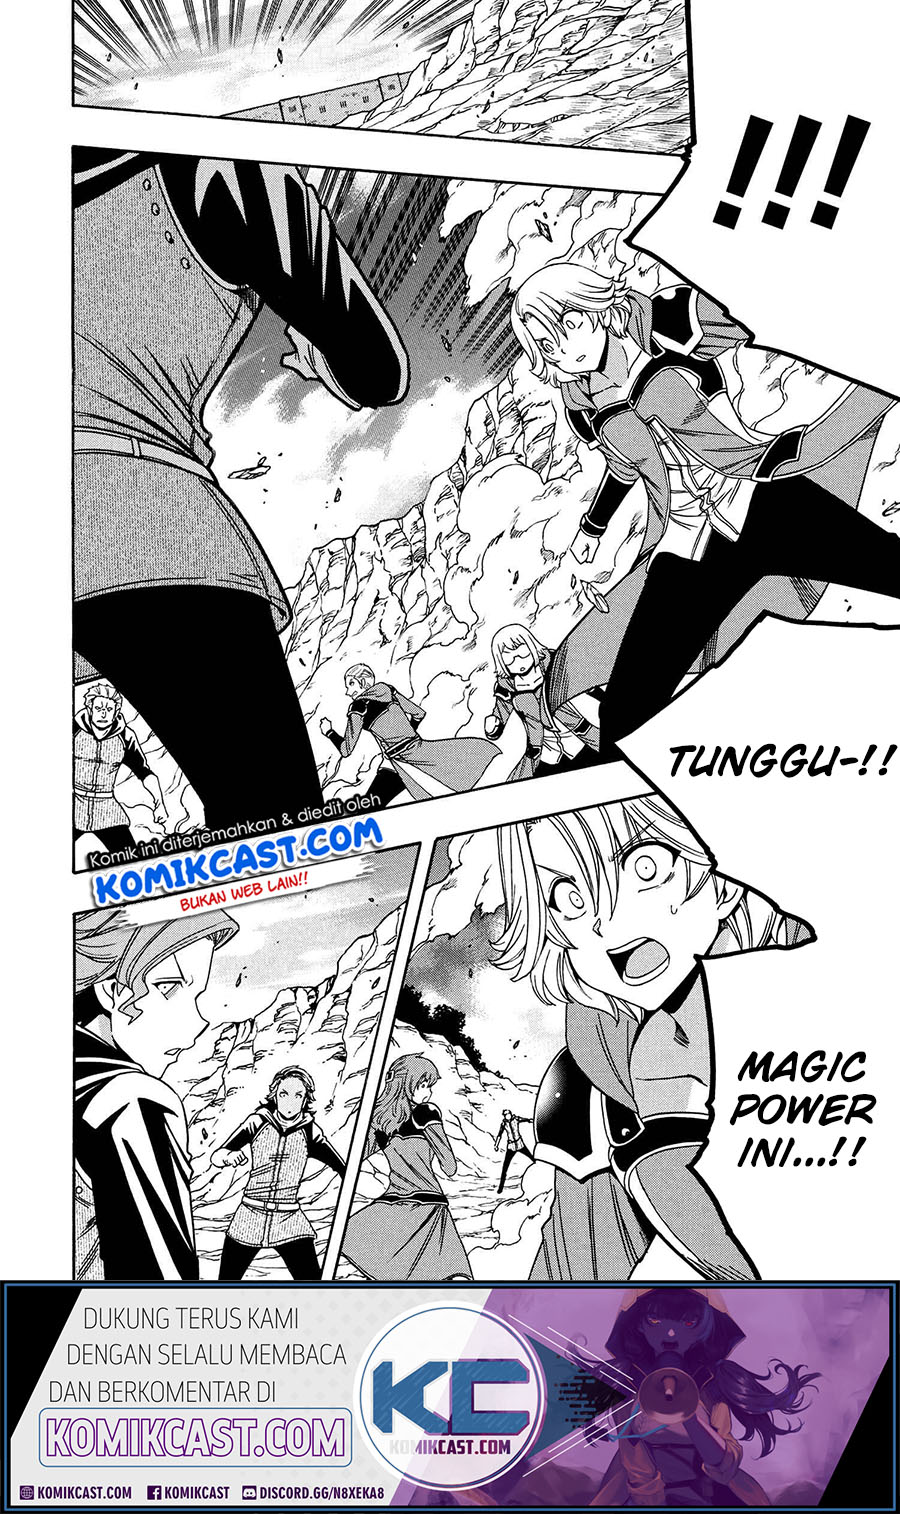 !!!
TUNGGU-!!
Komik ini diterjemahkan & diedit oleh
KOMIKCAST.COM
BUKAN WEB LAIN!!
MAGIC
POWER
INI...!!
DUKUNG TERUS KAMI
DENGAN SELALU MEMBACA
DAN BERKOMENTAR DI
KOMIKCAST.COM
KC
KOMIKCAST.COM
KOMIKCAST.COM KOMIKCAST DISCORD.GG/N8XEKA8